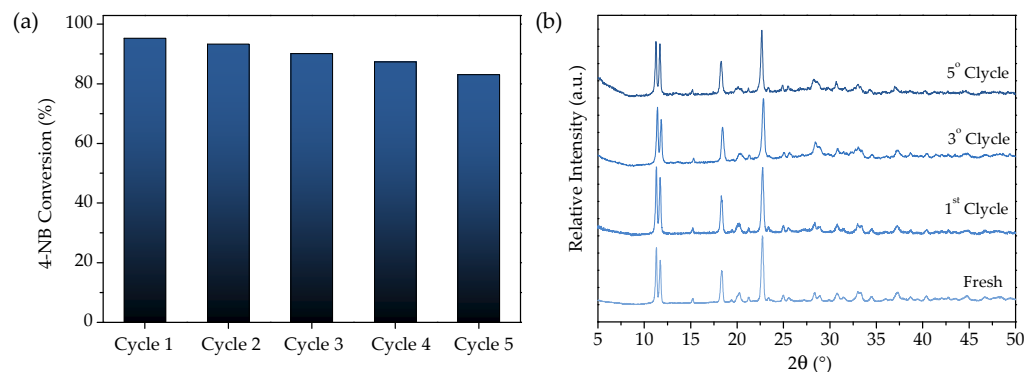 (a)
4-NB Conversion (%)
100
80
60
40
20
0
Cycle 1 Cycle 2 Cycle 3 Cycle 4 Cycle 5
(b)
Relative Intensity (a.u.)
5° Clycle
3° Clycle
1st Clycle
Fresh
5 10 15 20 25 30 35 40 45 50
2θ (°)